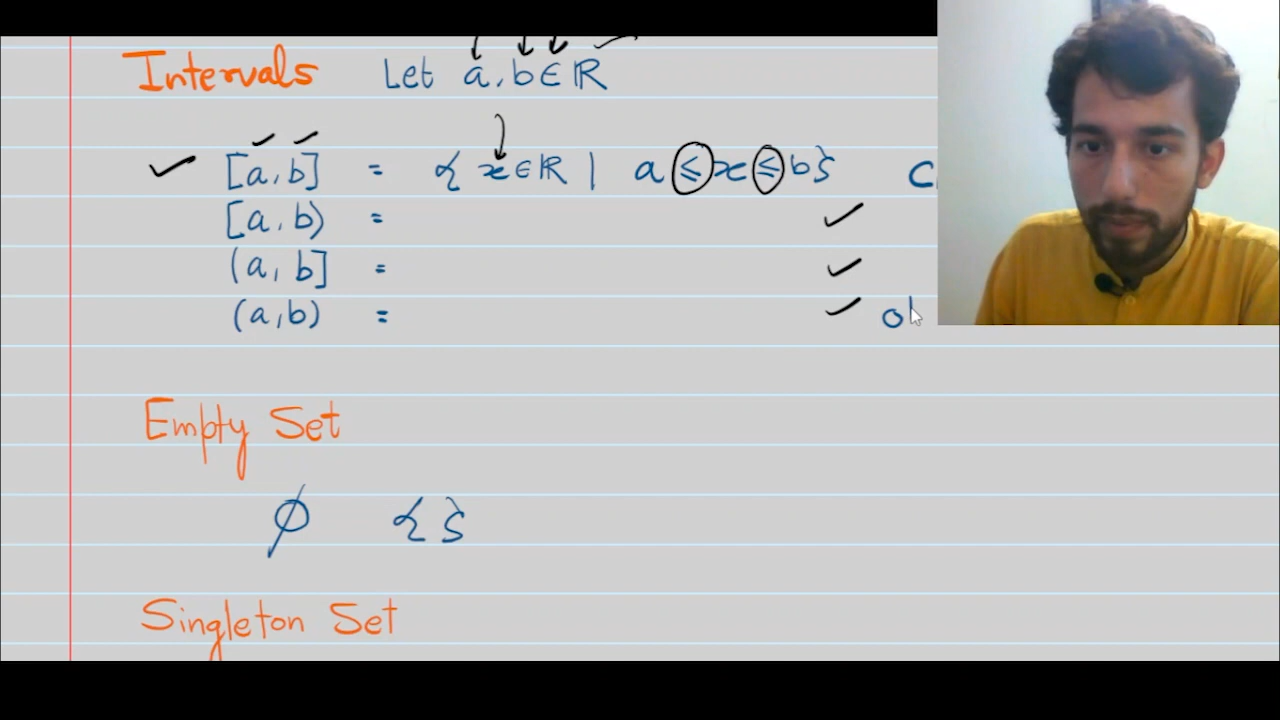 Intervals Let a, b ∈ ℝ
[a, b] = { x ∈ ℝ | a ≤ x ≤ b}
[a, b) =
(a, b] =
(a, b) =
Empty Set
ϕ { }
Singleton Set